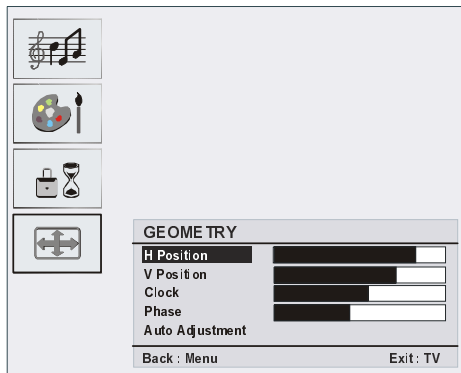 GEOMETRY
H Position
V Position
Clock
Phase
Auto Adjustment
Back : Menu Exit : TV